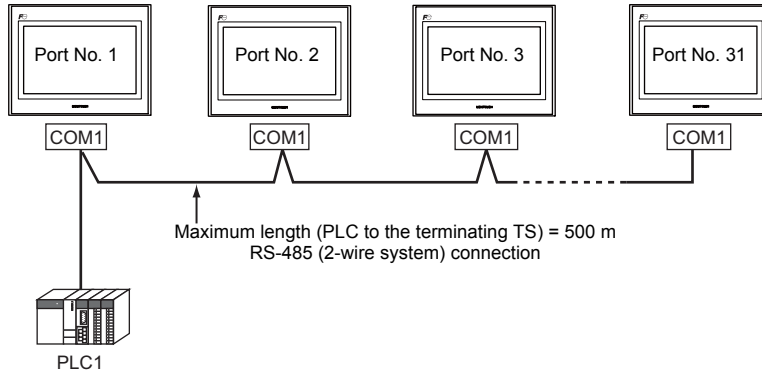 Port No. 1
Port No. 2
Port No. 3
Port No. 31
COM1
COM1
COM1
COM1
Maximum length (PLC to the terminating TS) = 500 m
RS-485 (2-wire system) connection
PLC1